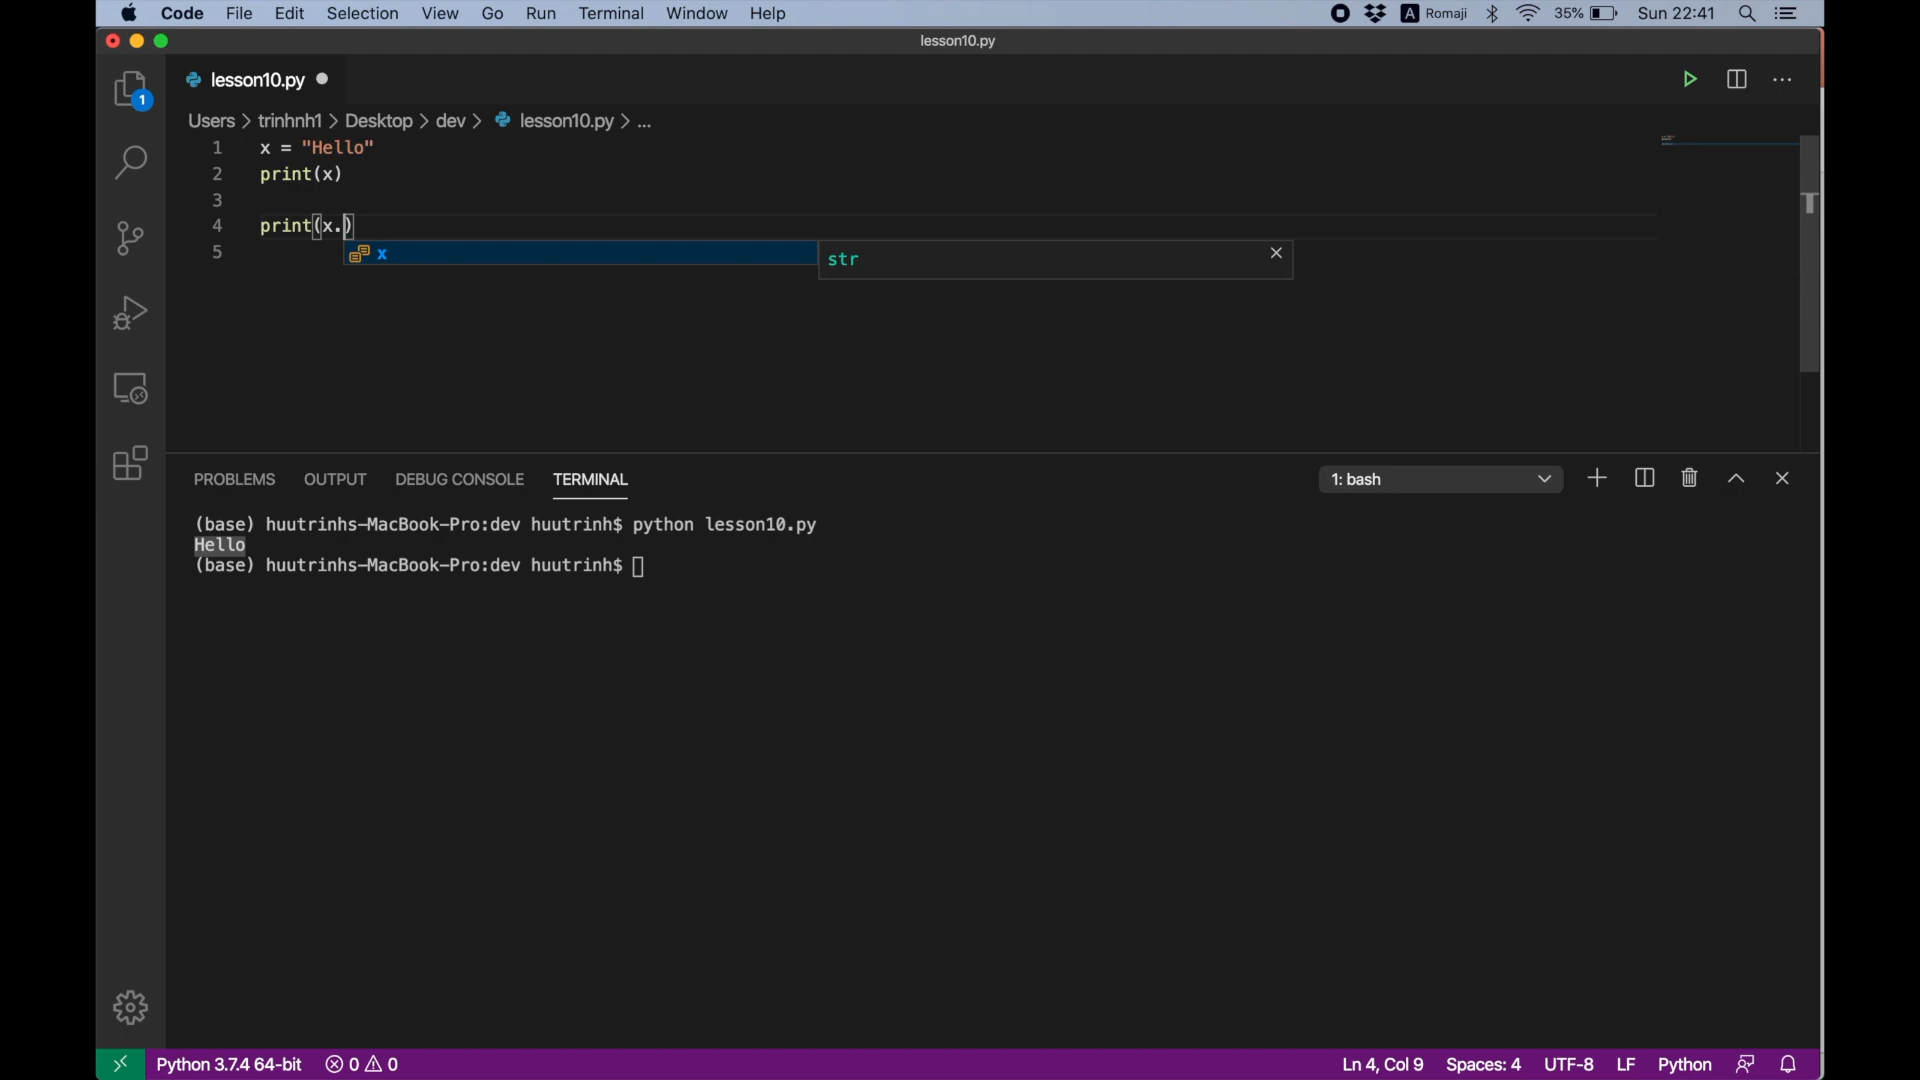 Code File Edit Selection View Go Run Terminal Window Help A Romaji 35% Sun 22:41
lesson10.py
lesson10.py
1
Users > trinhnh1 > Desktop > dev > lesson10.py > ...
1 x = "Hello"
2 print(x)
3
4 print(x.)
x str
5
PROBLEMS OUTPUT DEBUG CONSOLE TERMINAL 1: bash
(base) huutrinhs-MacBook-Pro:dev huutrinh$ python lesson10.py
Hello
(base) huutrinhs-MacBook-Pro:dev huutrinh$
Python 3.7.4 64-bit 0 0 Ln 4, Col 9 Spaces: 4 UTF-8 LF Python